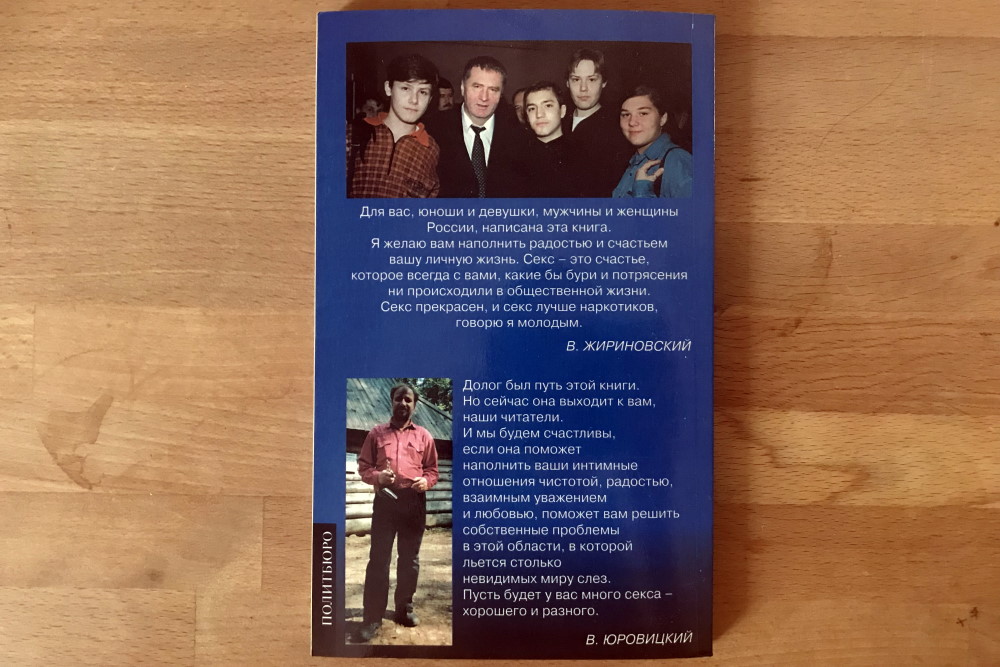 Для вас, юноши и девушки, мужчины и женщины
России, написана эта книга.
Я желаю вам наполнить радостью и счастьем
вашу личную жизнь. Секс – это счастье,
которое всегда с вами, какие бы бури и потрясения
ни происходили в общественной жизни.
Секс прекрасен, и секс лучше наркотиков,
говорю я молодым.
В. ЖИРИНОВСКИЙ
Долог был путь этой книги.
Но сейчас она выходит к вам,
наши читатели.
И мы будем счастливы,
если она поможет
наполнить ваши интимные
отношения чистотой, радостью,
взаимным уважением
и любовью, поможет вам решить
собственные проблемы
в этой области, в которой
льется столько
невидимых миру слез.
Пусть будет у вас много секса –
хорошего и разного.
В. ЮРОВИЦКИЙ
ПОЛИТБЮРО